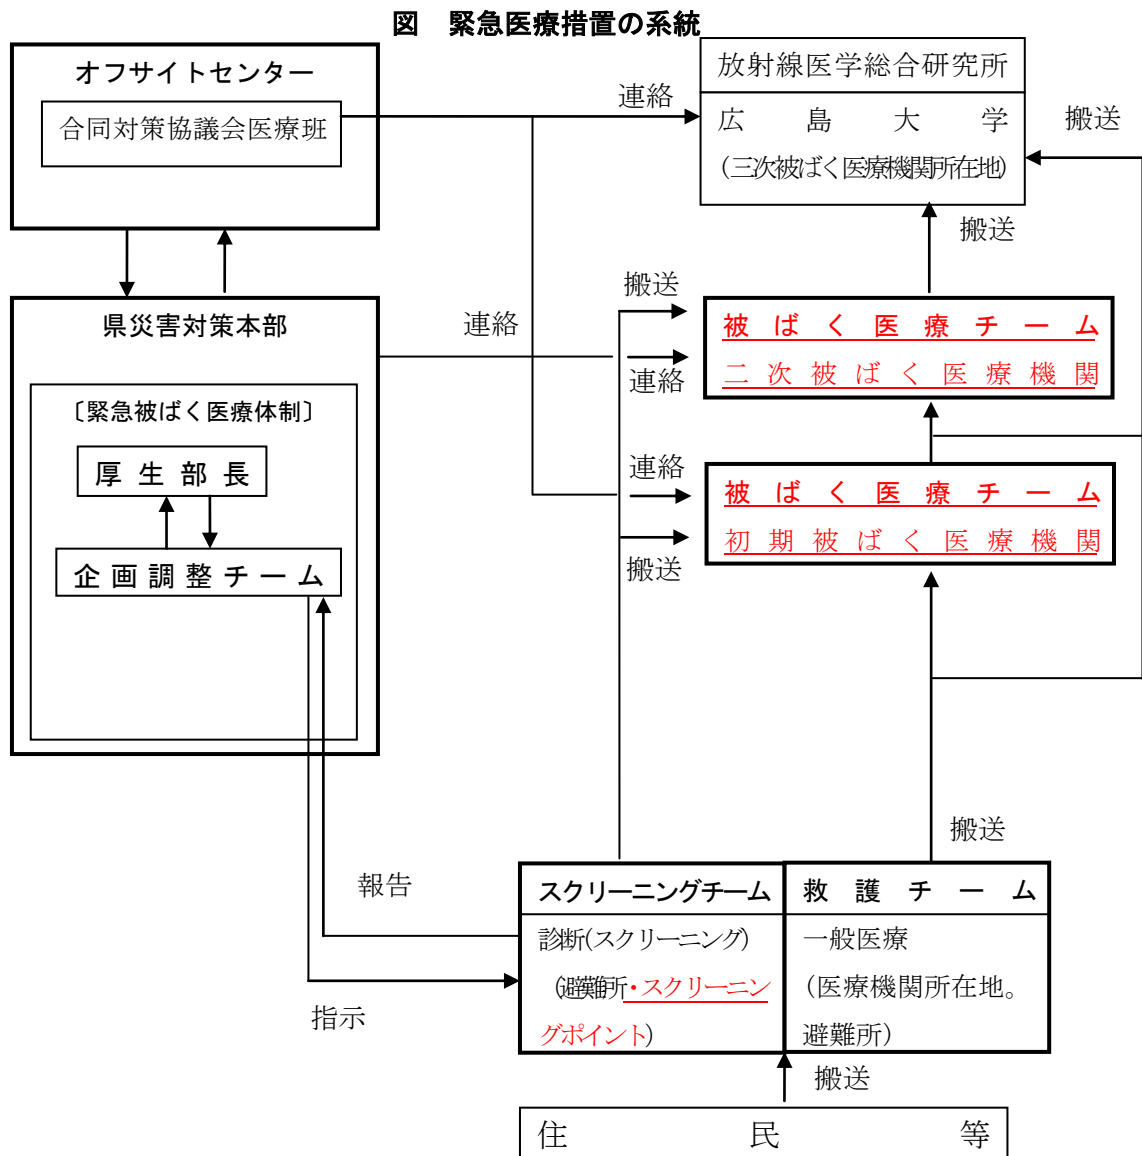 図 緊急医療措置の系統
オフサイトセンター
合同対策協議会医療班
連絡
放射線医学総合研究所
広島大学
(三次被ばく医療機関所在地)
搬送
搬送
県災害対策本部
〔緊急被ばく医療体制〕
厚生部長
企画調整チーム
連絡
搬送
連絡
被ばく医療チーム
二次被ばく医療機関
連絡
搬送
被ばく医療チーム
初期被ばく医療機関
搬送
報告
指示
スクリーニングチーム
診断(スクリーニング)
(避難所・スクリーニン
グポイント)
救護チーム
一般医療
(医療機関所在地。
避難所)
搬送
住民等